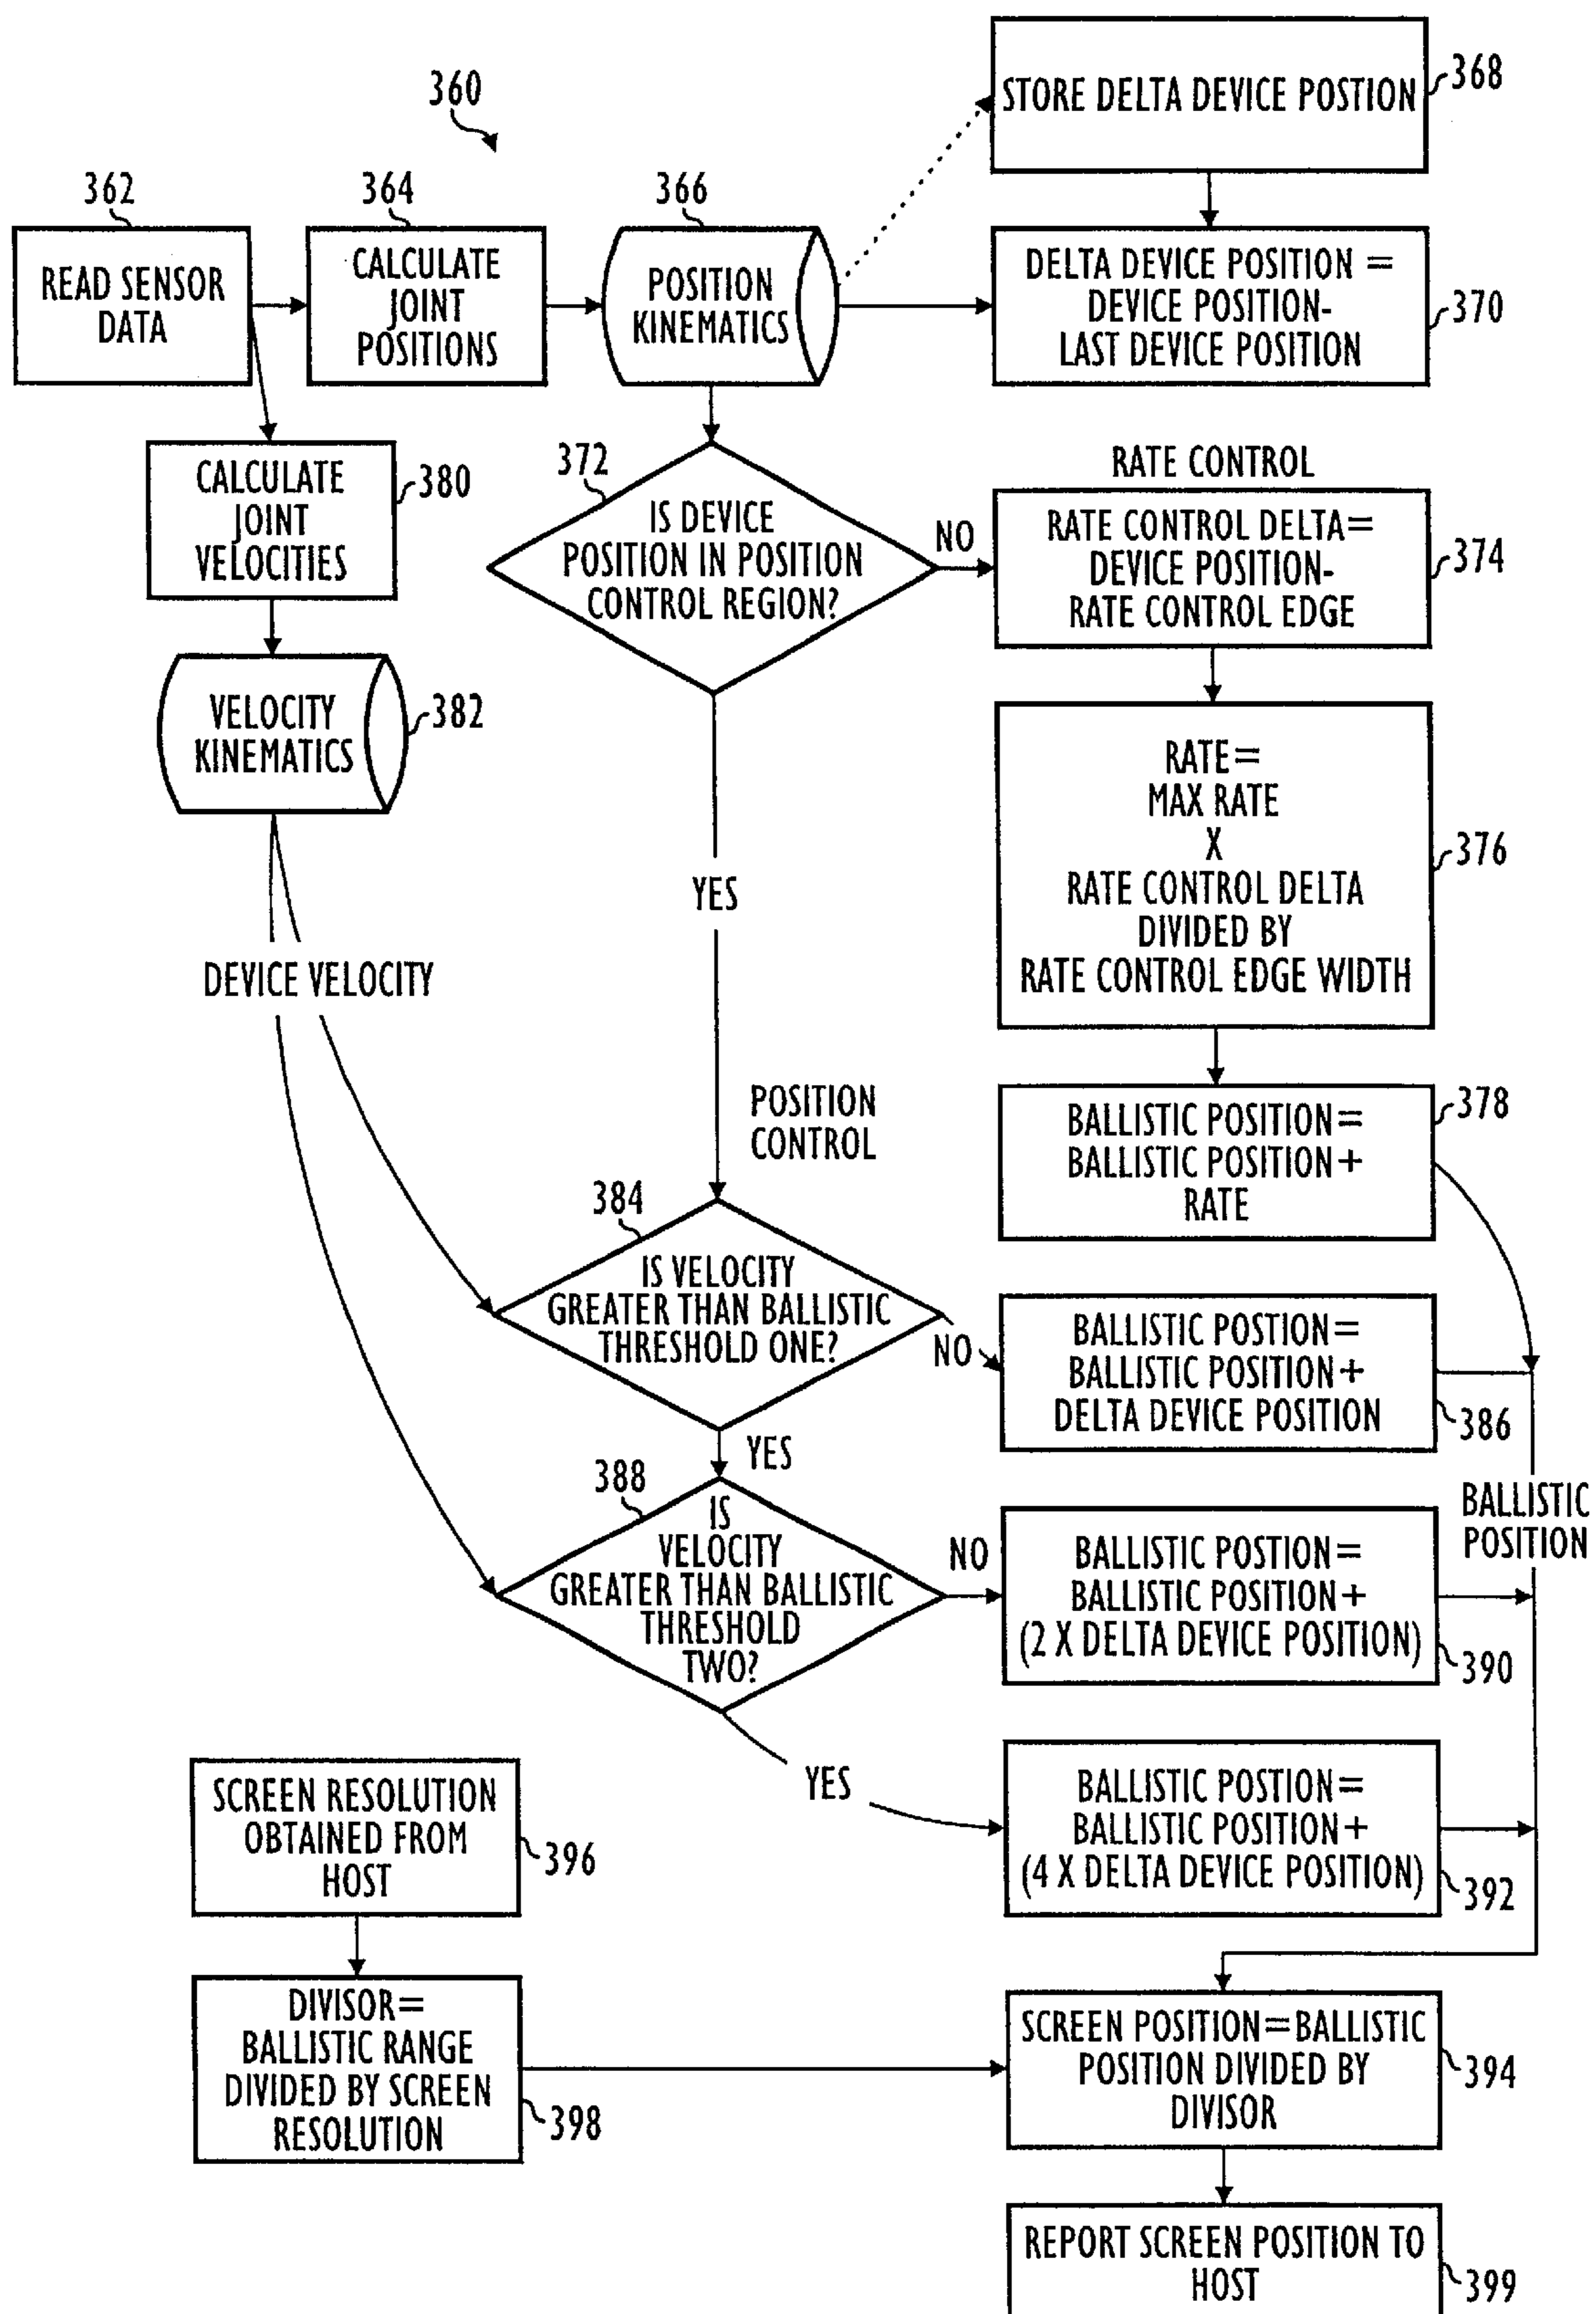 360
STORE DELTA DEVICE POSTION
368
362
364
366
READ SENSOR
DATA
CALCULATE
JOINT
POSITIONS
POSITION
KINEMATICS
DELTA DEVICE POSITION =
DEVICE POSITION-
LAST DEVICE POSITION
370
CALCULATE
JOINT
VELOCITIES
380
372
IS DEVICE
POSITION IN POSITION
CONTROL REGION?
NO
RATE CONTROL
RATE CONTROL DELTA=
DEVICE POSITION-
RATE CONTROL EDGE
374
VELOCITY
KINEMATICS
382
RATE=
MAX RATE
X
RATE CONTROL DELTA
DIVIDED BY
RATE CONTROL EDGE WIDTH
376
YES
DEVICE VELOCITY
POSITION
CONTROL
BALLISTIC POSITION=
BALLISTIC POSITION+
RATE
378
384
IS VELOCITY
GREATER THAN BALLISTIC
THRESHOLD ONE?
NO
BALLISTIC POSTION=
BALLISTIC POSITION+
DELTA DEVICE POSITION
386
YES
388
IS
VELOCITY
GREATER THAN BALLISTIC
THRESHOLD
TWO?
NO
BALLISTIC POSTION=
BALLISTIC POSITION+
(2 X DELTA DEVICE POSITION)
390
BALLISTIC
POSITION
YES
BALLISTIC POSTION=
BALLISTIC POSITION+
(4 X DELTA DEVICE POSITION)
392
SCREEN RESOLUTION
OBTAINED FROM
HOST
396
DIVISOR=
BALLISTIC RANGE
DIVIDED BY SCREEN
RESOLUTION
398
SCREEN POSITION=BALLISTIC
POSITION DIVIDED BY
DIVISOR
394
REPORT SCREEN POSITION TO
HOST
399